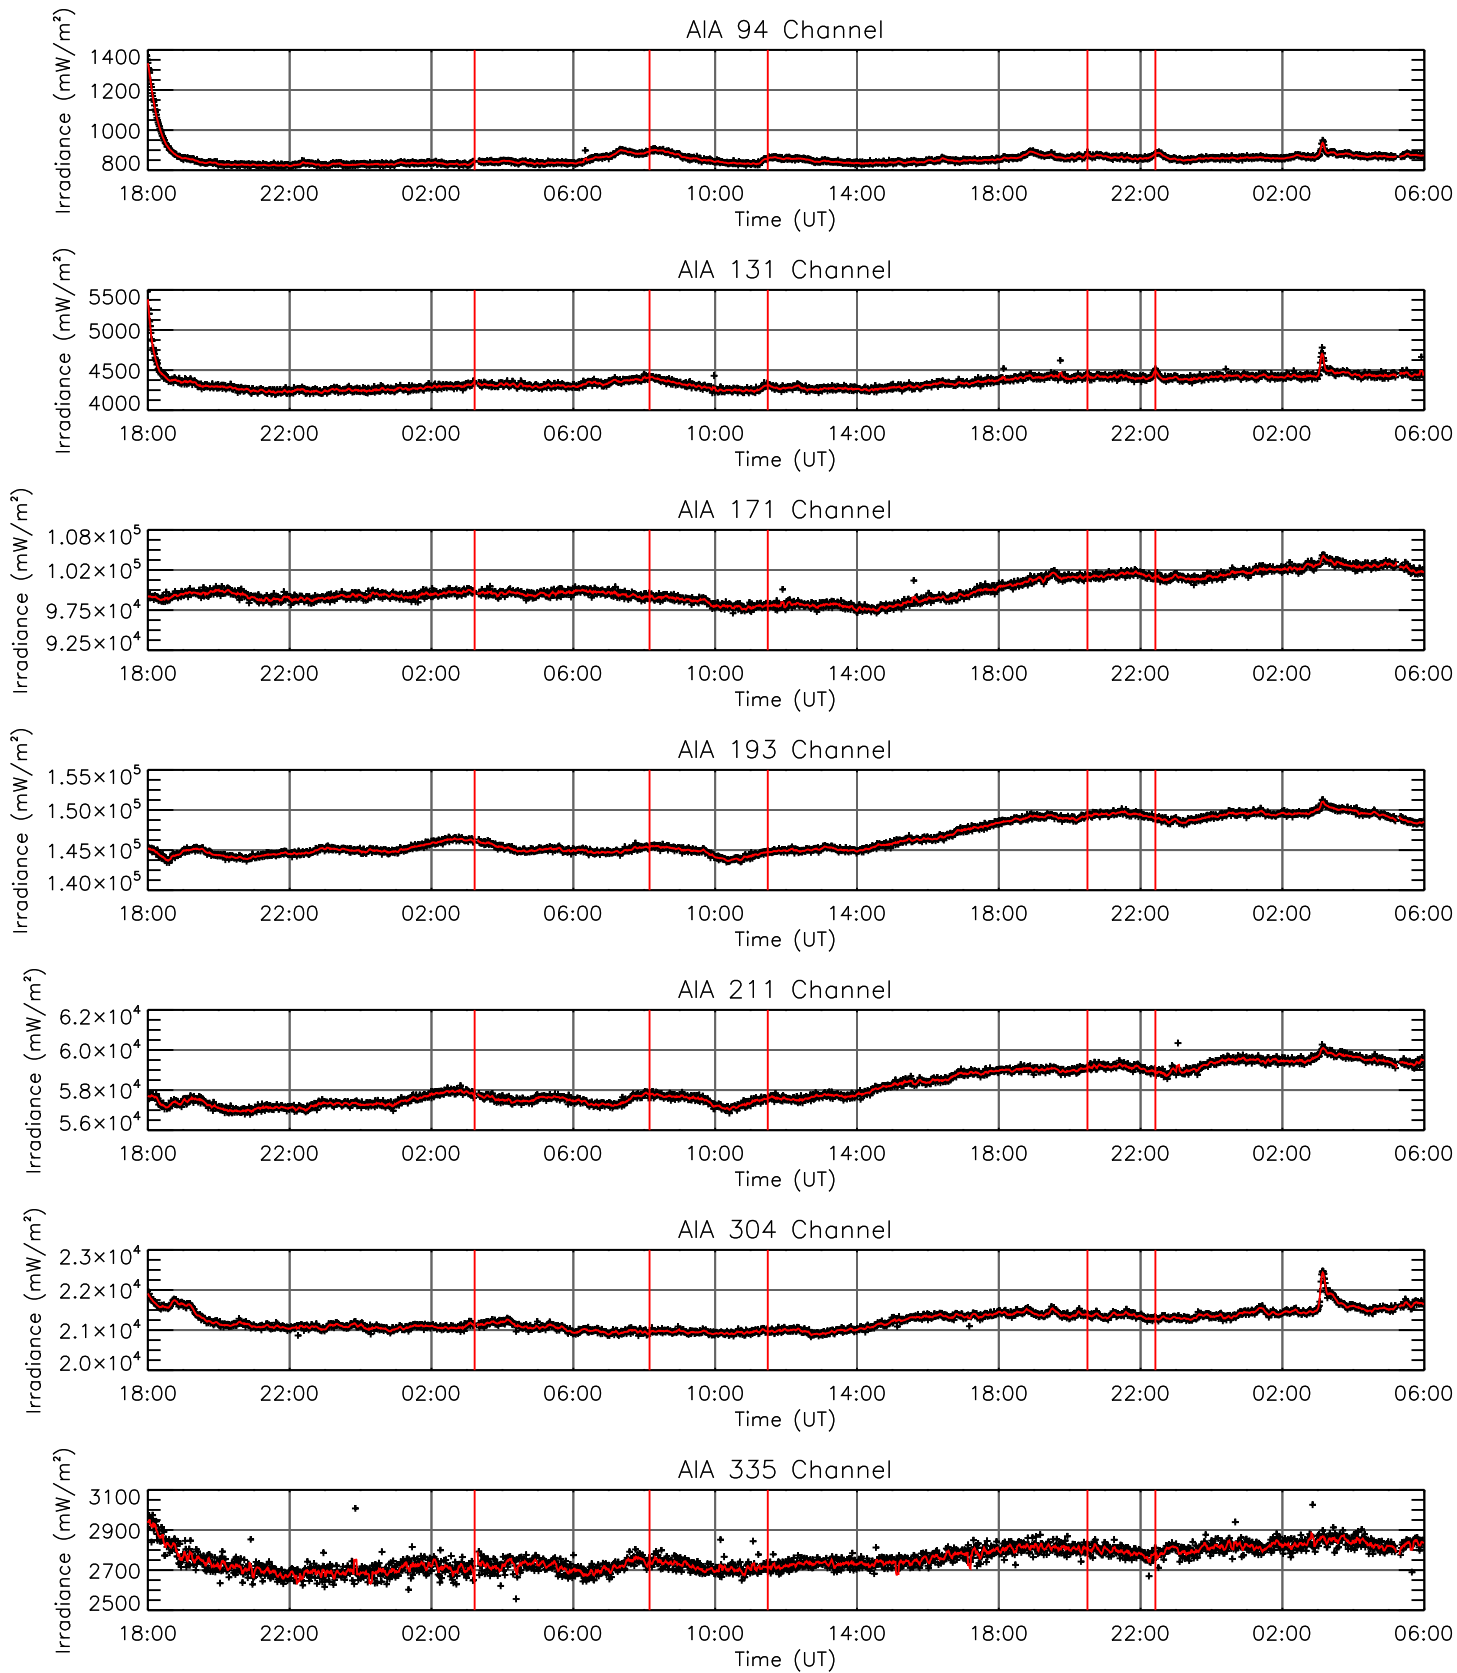 AIA 94 Channel
Irradiance (mW/m²)
1400
1200
1000
800
18:00 22:00 02:00 06:00 10:00 14:00 18:00 22:00 02:00 06:00
Time (UT)
AIA 131 Channel
Irradiance (mW/m²)
5500
5000
4500
4000
18:00 22:00 02:00 06:00 10:00 14:00 18:00 22:00 02:00 06:00
Time (UT)
AIA 171 Channel
Irradiance (mW/m²)
1.08×10⁵
1.02×10⁵
9.75×10⁴
9.25×10⁴
18:00 22:00 02:00 06:00 10:00 14:00 18:00 22:00 02:00 06:00
Time (UT)
AIA 193 Channel
Irradiance (mW/m²)
1.55×10⁵
1.50×10⁵
1.45×10⁵
1.40×10⁵
18:00 22:00 02:00 06:00 10:00 14:00 18:00 22:00 02:00 06:00
Time (UT)
AIA 211 Channel
Irradiance (mW/m²)
6.2×10⁴
6.0×10⁴
5.8×10⁴
5.6×10⁴
18:00 22:00 02:00 06:00 10:00 14:00 18:00 22:00 02:00 06:00
Time (UT)
AIA 304 Channel
Irradiance (mW/m²)
2.3×10⁴
2.2×10⁴
2.1×10⁴
2.0×10⁴
18:00 22:00 02:00 06:00 10:00 14:00 18:00 22:00 02:00 06:00
Time (UT)
AIA 335 Channel
Irradiance (mW/m²)
3100
2900
2700
2500
18:00 22:00 02:00 06:00 10:00 14:00 18:00 22:00 02:00 06:00
Time (UT)